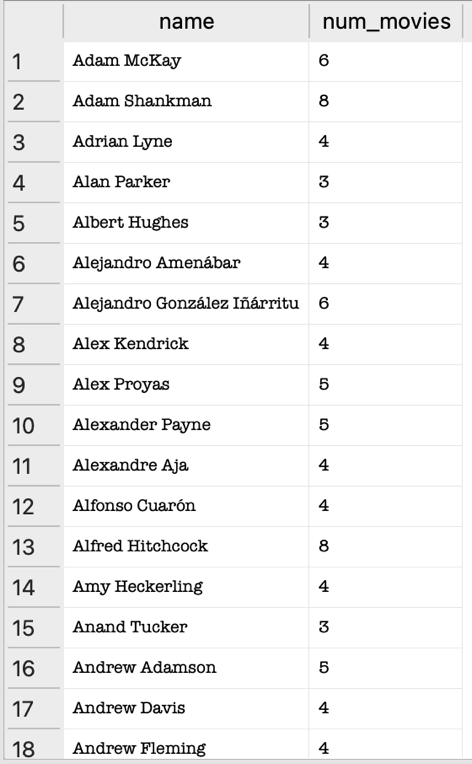 name num_movies
1 Adam McKay 6
2 Adam Shankman 8
3 Adrian Lyne 4
4 Alan Parker 3
5 Albert Hughes 3
6 Alejandro Amenábar 4
7 Alejandro González Iñárritu 6
8 Alex Kendrick 4
9 Alex Proyas 5
10 Alexander Payne 5
11 Alexandre Aja 4
12 Alfonso Cuarón 4
13 Alfred Hitchcock 8
14 Amy Heckerling 4
15 Anand Tucker 3
16 Andrew Adamson 5
17 Andrew Davis 4
18 Andrew Fleming 4